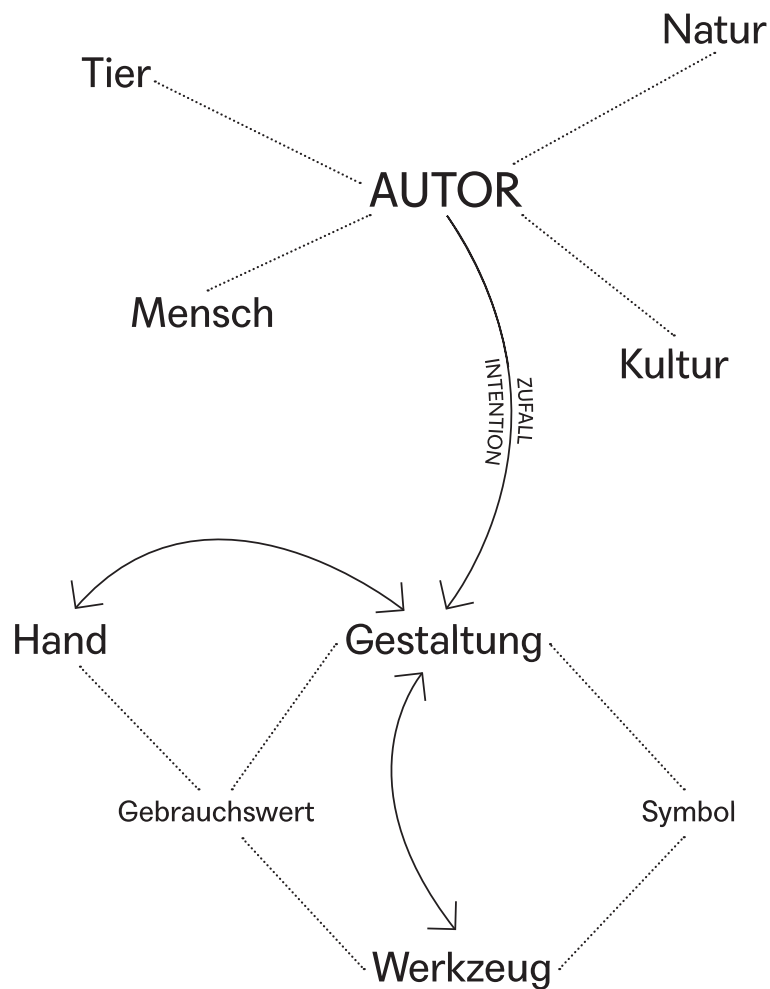 Natur
Tier
AUTOR
Mensch
Kultur
ZUFALL
INTENTION
Hand
Gestaltung
Gebrauchswert
Symbol
Werkzeug